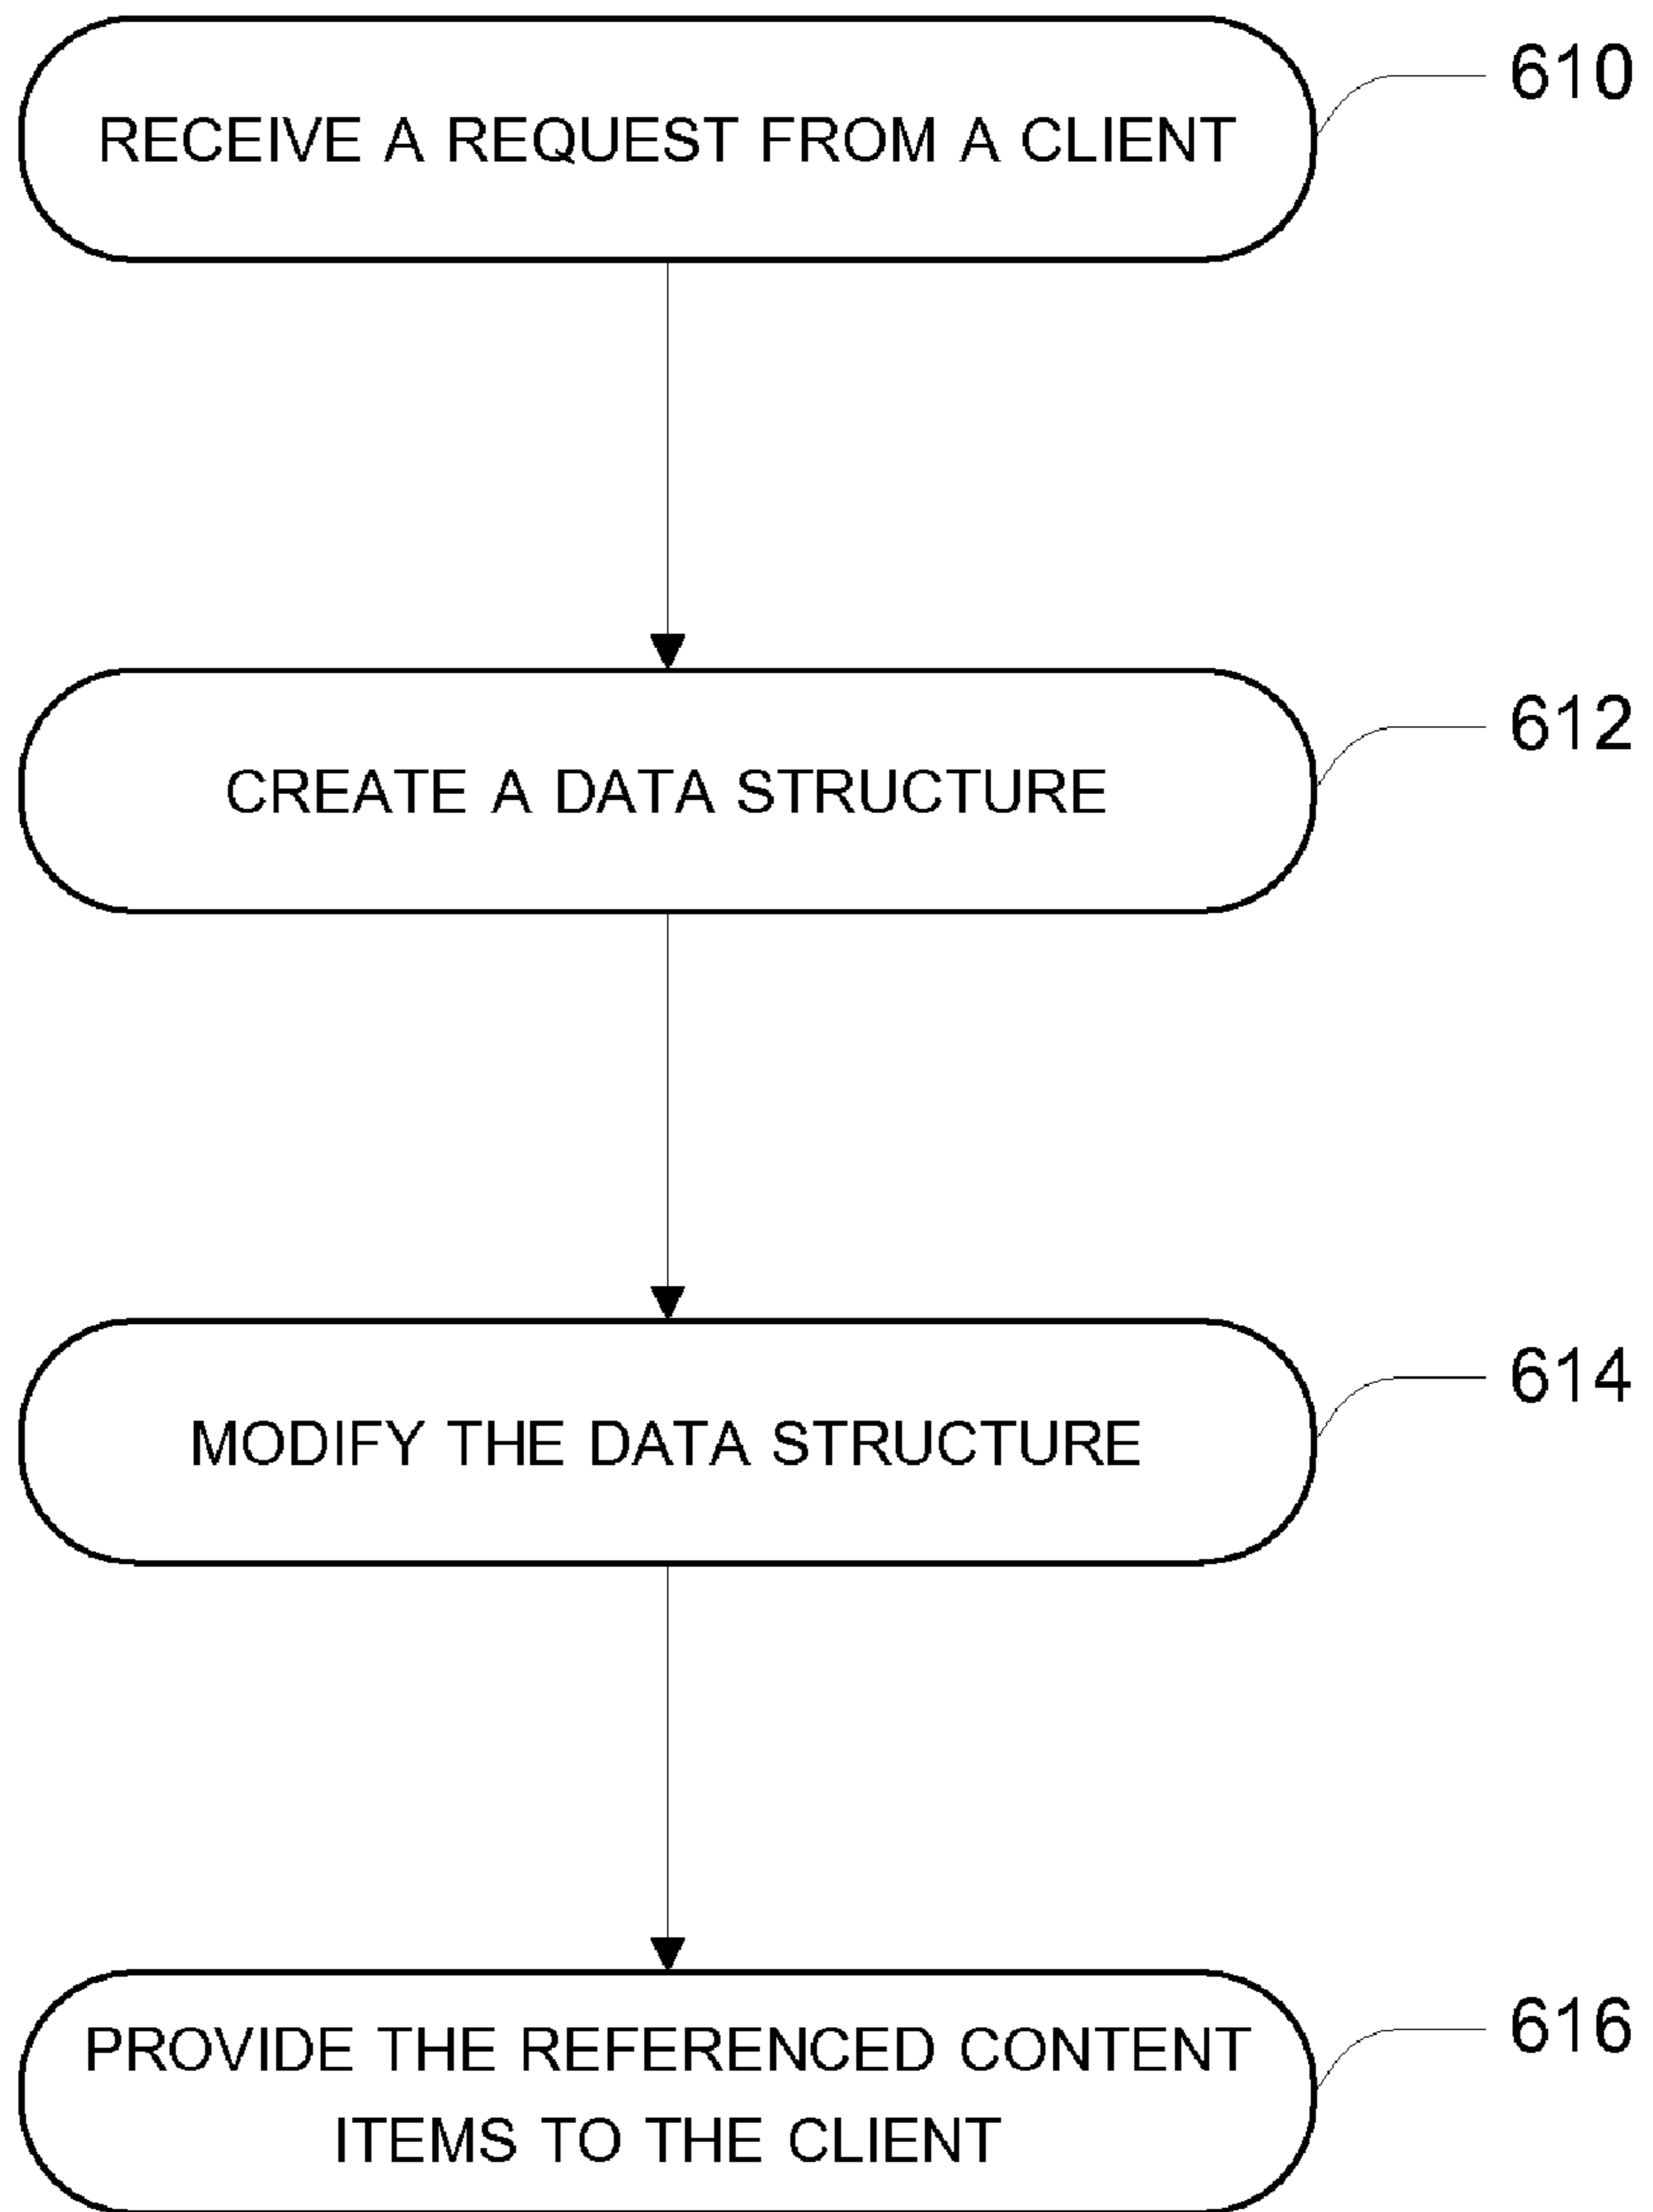 RECEIVE A REQUEST FROM A CLIENT
610
CREATE A DATA STRUCTURE
612
MODIFY THE DATA STRUCTURE
614
PROVIDE THE REFERENCED CONTENT
ITEMS TO THE CLIENT
616